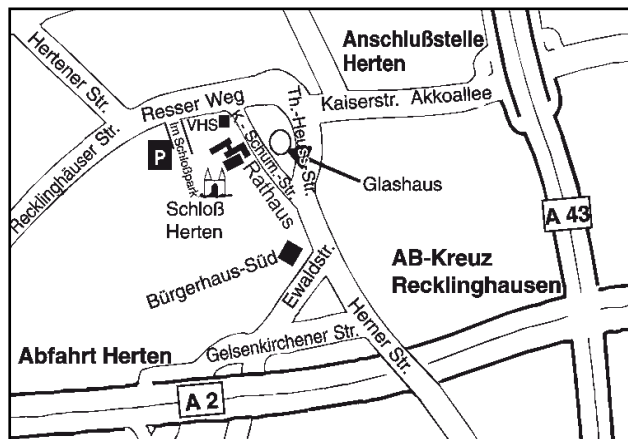 Anschlußstelle
Herten
Hertener Str.
Resser Weg
Kaiserstr. Akkoallee
Th.-Heuss-Str.
VHS
K.-Schum.-Str.
Im Schloßpark
P
Recklinghäuser Str.
Rathaus
Glashaus
Schloß
Herten
A 43
AB-Kreuz
Recklinghausen
Bürgerhaus-Süd
Ewaldstr.
Herner Str.
Gelsenkirchener Str.
Abfahrt Herten
A 2